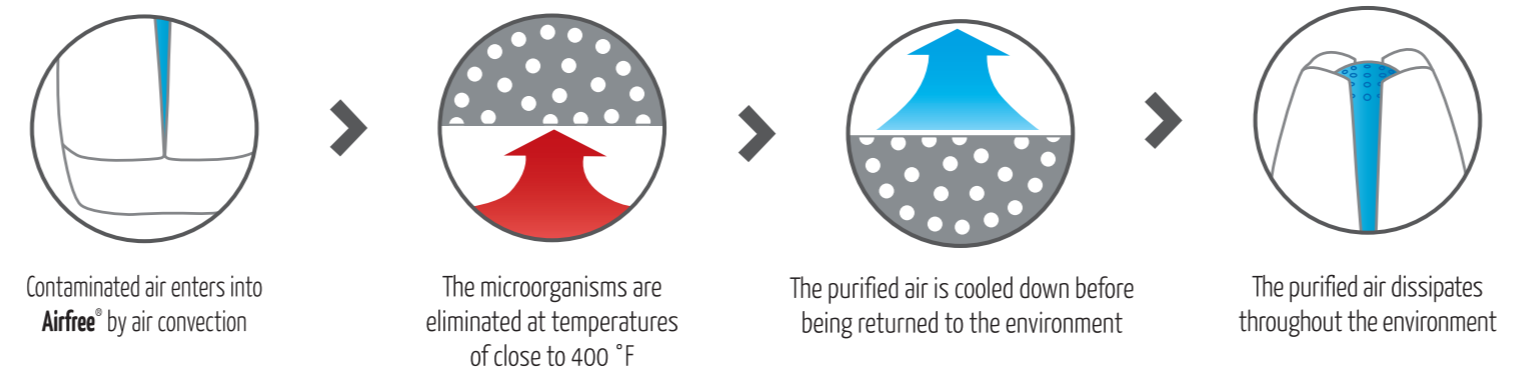 Contaminated air enters into
Airfree® by air convection
The microorganisms are
eliminated at temperatures
of close to 400 ˚F
The purified air is cooled down before
being returned to the environment
The purified air dissipates
throughout the environment